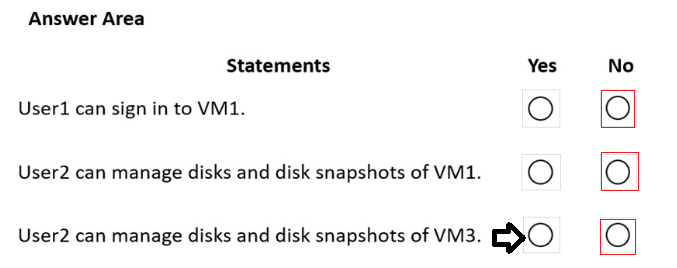 Answer Area
Statements Yes No
User1 can sign in to VM1.
User2 can manage disks and disk snapshots of VM1.
User2 can manage disks and disk snapshots of VM3.